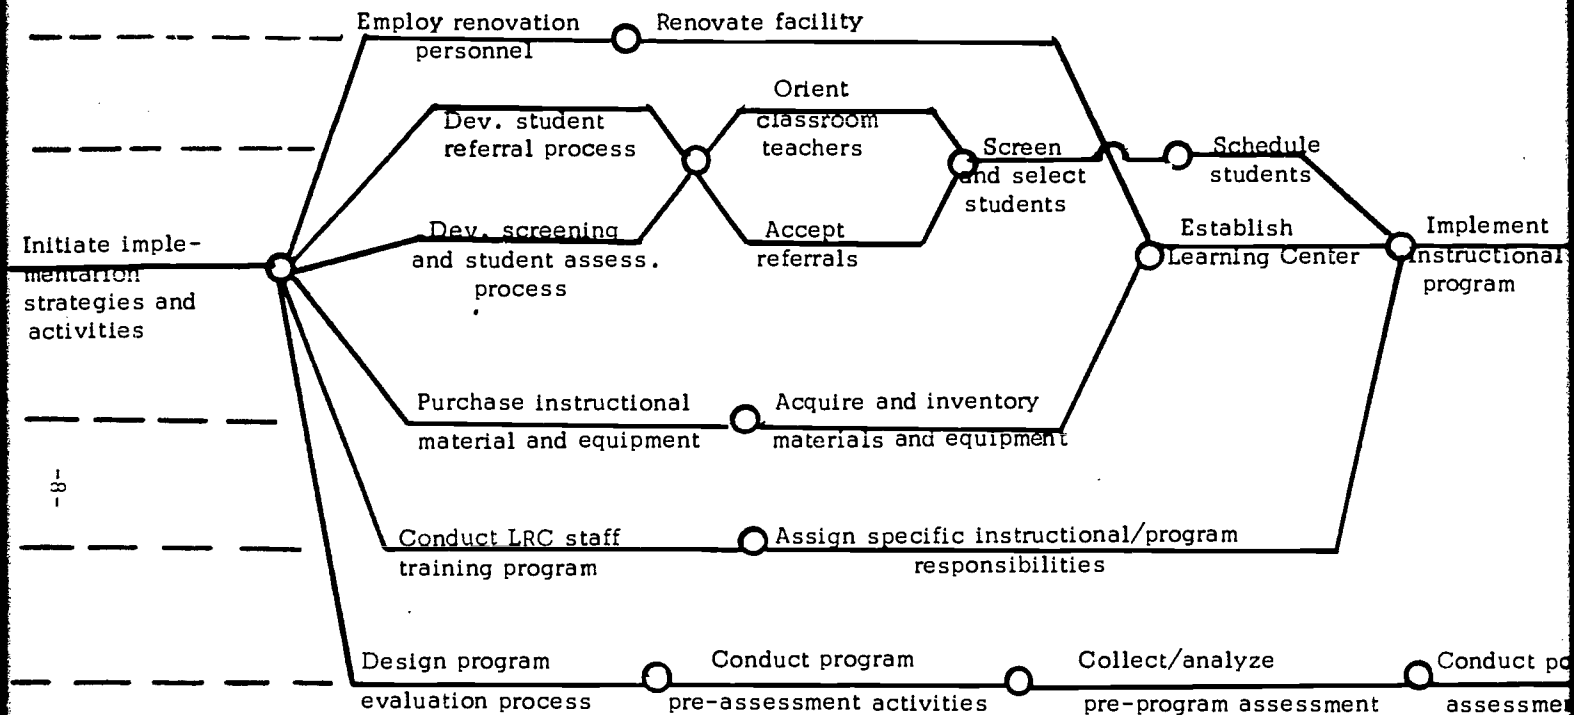 Employ renovation
personnel
Renovate facility
Orient
classroom
teachers
Dev. student
referral process
Screen
and select
students
Schedule
students
Initiate imple-
mentation
strategies and
activities
Dev. screening
and student assess.
process
Accept
referrals
Establish
Learning Center
Implement
instructional
program
Purchase instructional
material and equipment
Acquire and inventory
materials and equipment
-8-
Conduct LRC staff
training program
Assign specific instructional/program
responsibilities
Design program
evaluation process
Conduct program
pre-assessment activities
Collect/analyze
pre-program assessment
Conduct po
assessmen